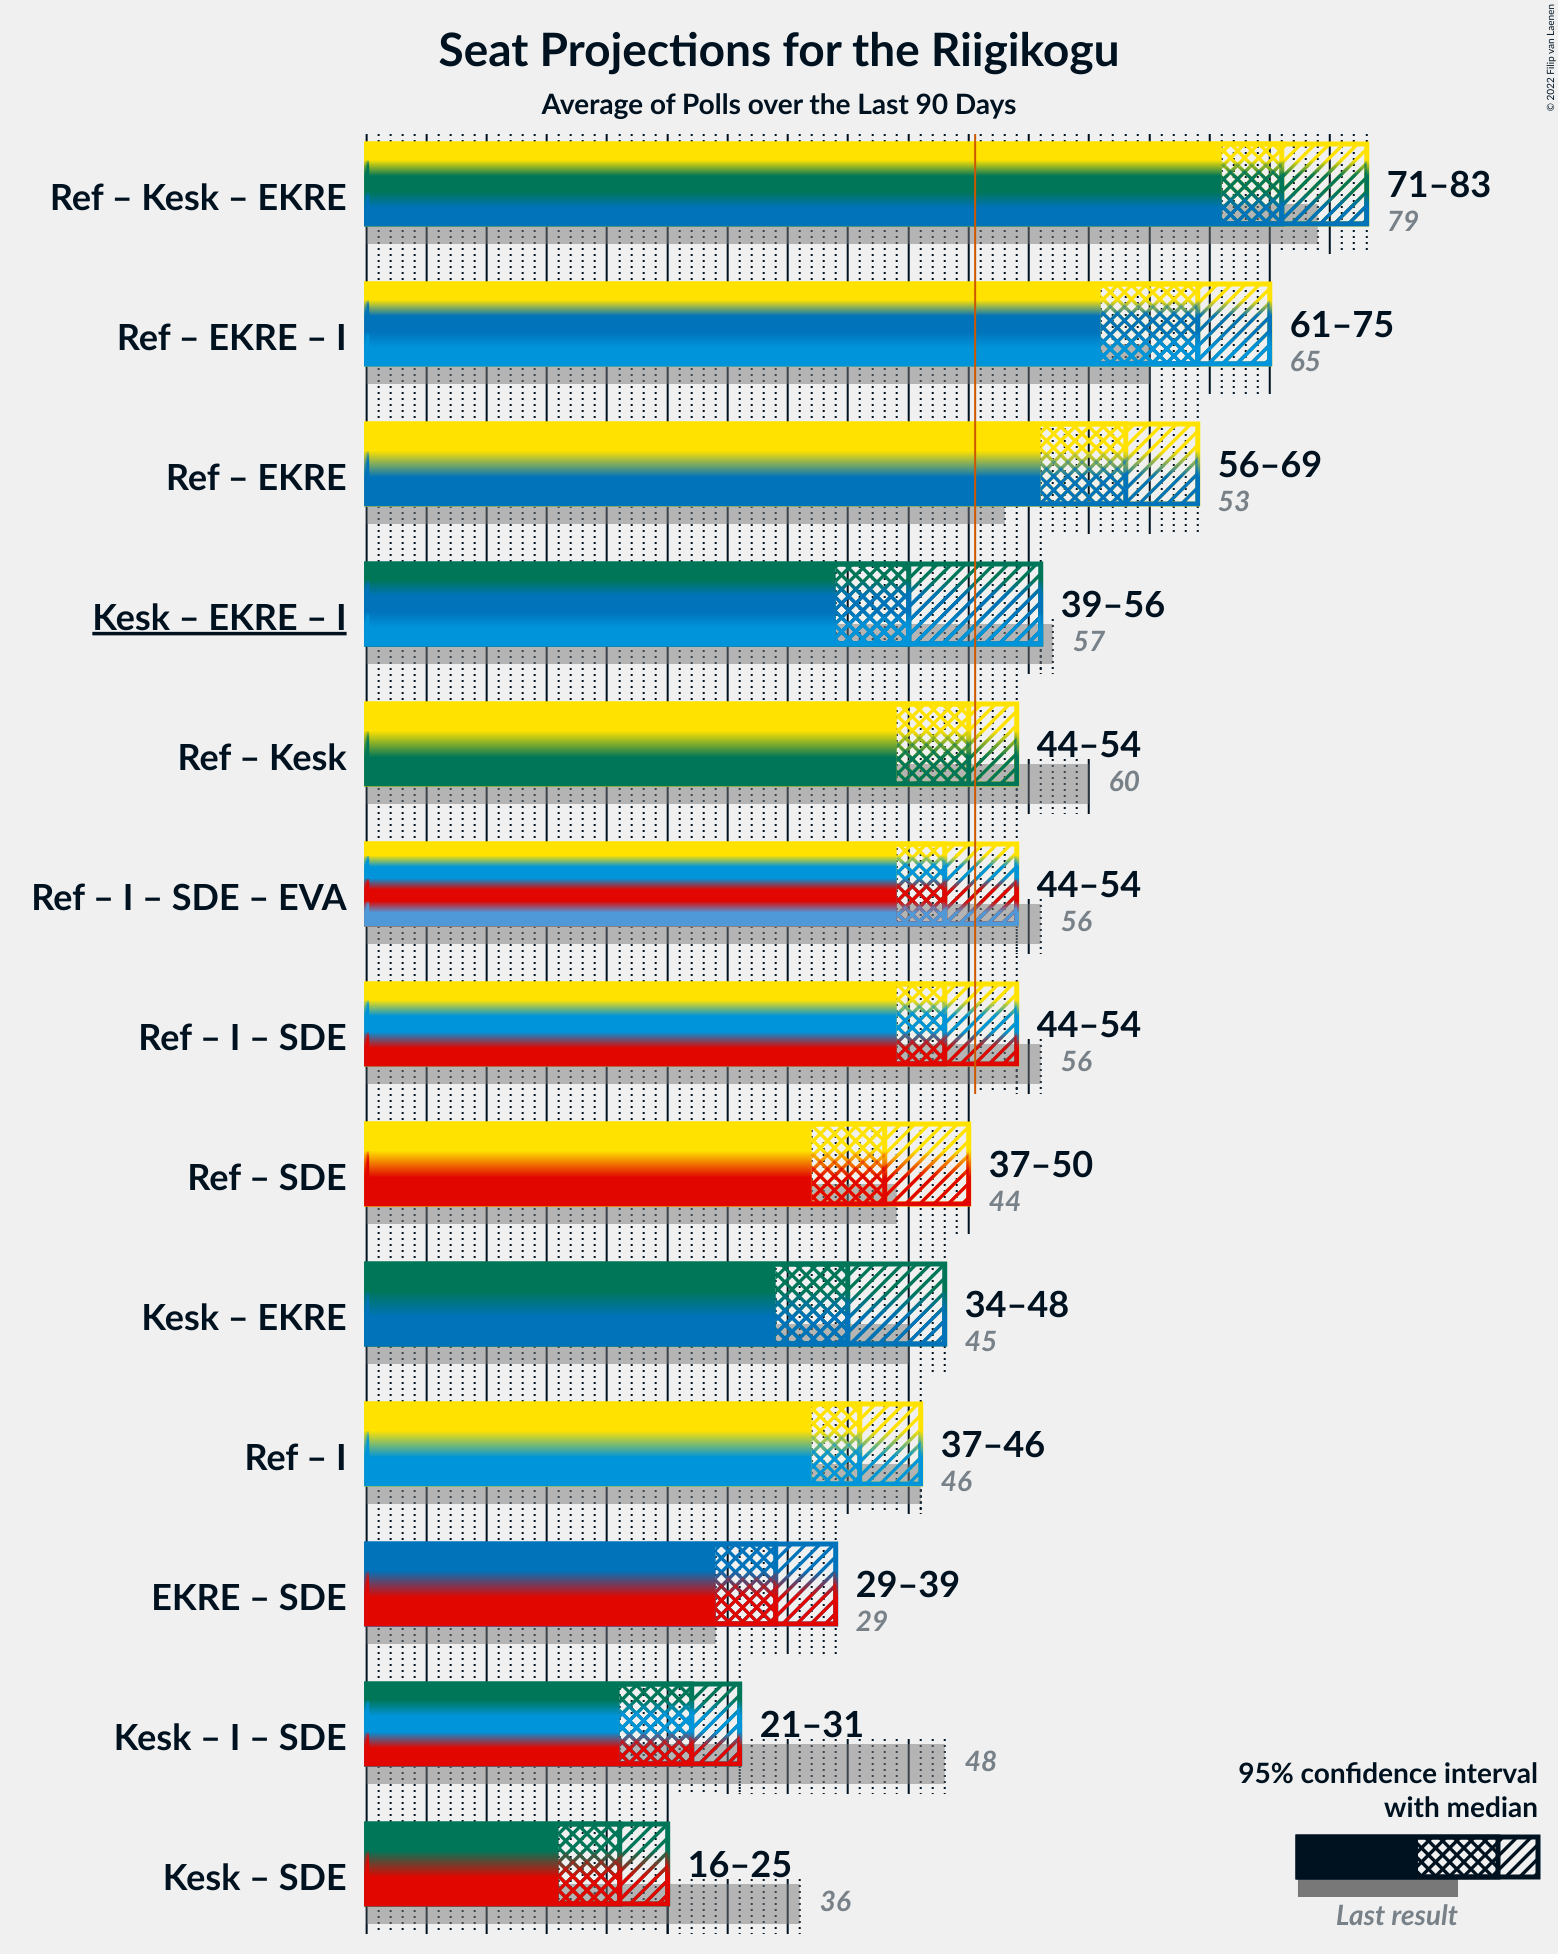 Seat Projections for the Riigikogu
Average of Polls over the Last 90 Days
© 2022 Filip van Laenen
Ref – Kesk – EKRE
71–83
79
Ref – EKRE – I
61–75
65
Ref – EKRE
56–69
53
Kesk – EKRE – I
39–56
57
Ref – Kesk
44–54
60
Ref – I – SDE – EVA
44–54
56
Ref – I – SDE
44–54
56
Ref – SDE
37–50
44
Kesk – EKRE
34–48
45
Ref – I
37–46
46
EKRE – SDE
29–39
29
Kesk – I – SDE
21–31
48
Kesk – SDE
16–25
36
95% confidence interval
with median
Last result